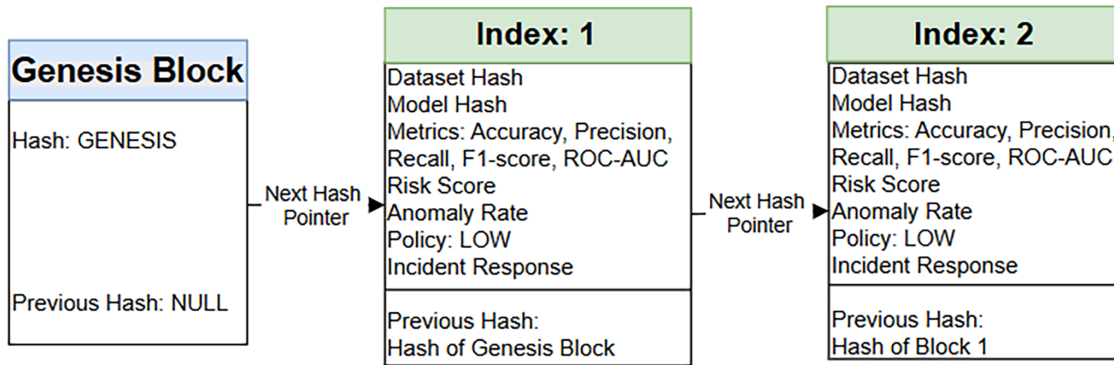 Genesis Block
Hash: GENESIS
Previous Hash: NULL
Next Hash
Pointer
Index: 1
Dataset Hash
Model Hash
Metrics: Accuracy, Precision,
Recall, F1-score, ROC-AUC
Risk Score
Anomaly Rate
Policy: LOW
Incident Response
Previous Hash:
Hash of Genesis Block
Next Hash
Pointer
Index: 2
Dataset Hash
Model Hash
Metrics: Accuracy, Precision,
Recall, F1-score, ROC-AUC
Risk Score
Anomaly Rate
Policy: LOW
Incident Response
Previous Hash:
Hash of Block 1